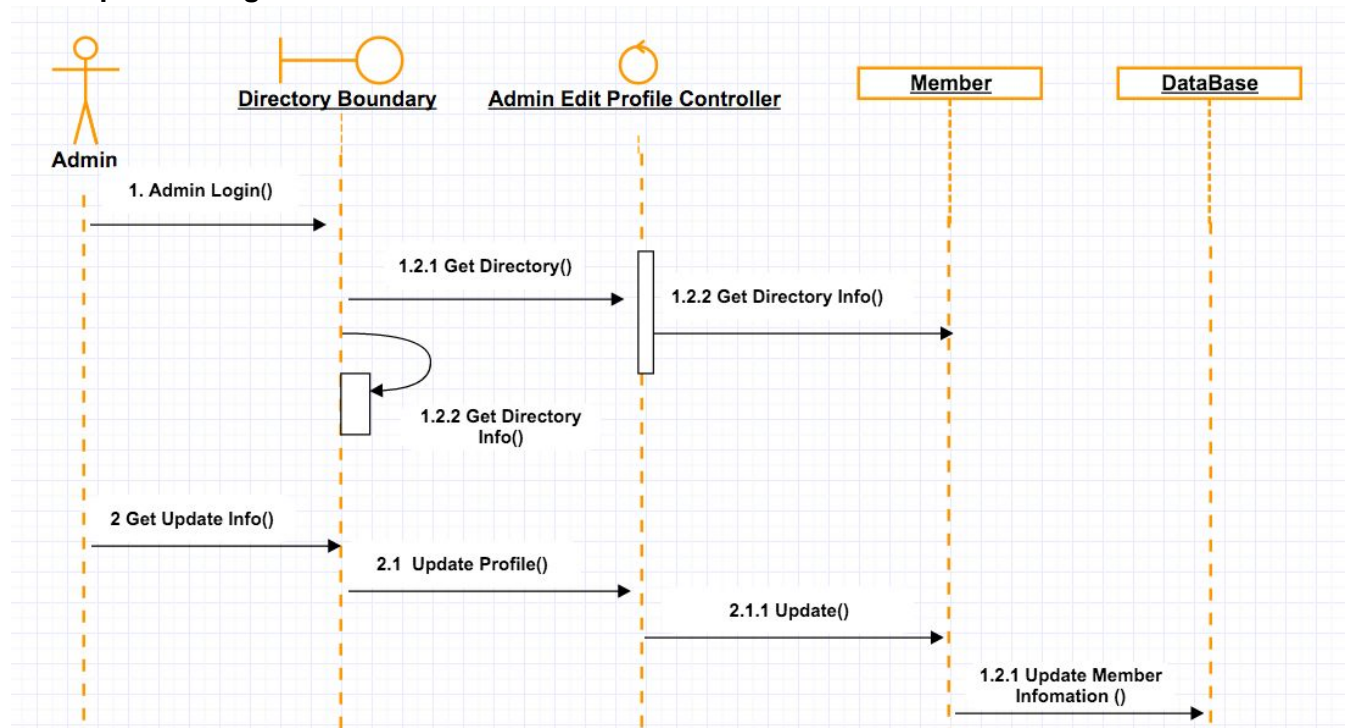 Directory Boundary
Admin Edit Profile Controller
Member
DataBase
Admin
1. Admin Login()
1.2.1 Get Directory()
1.2.2 Get Directory Info()
1.2.2 Get Directory
Info()
2 Get Update Info()
2.1 Update Profile()
2.1.1 Update()
1.2.1 Update Member
Infomation ()